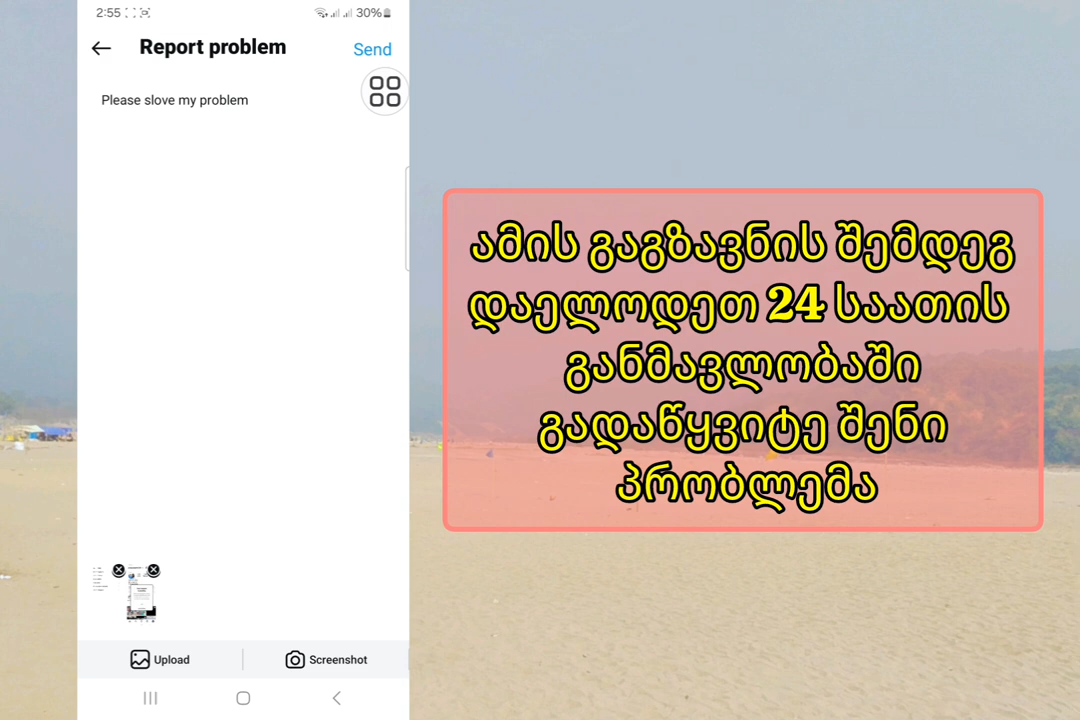 2:55
30%
Report problem
Send
Please slove my problem
ამის გაგზავნის შემდეგ
დაელოდეთ 24 საათის
განმავლობაში
გადაწყვიტე შენი
პრობლემა
Upload
Screenshot